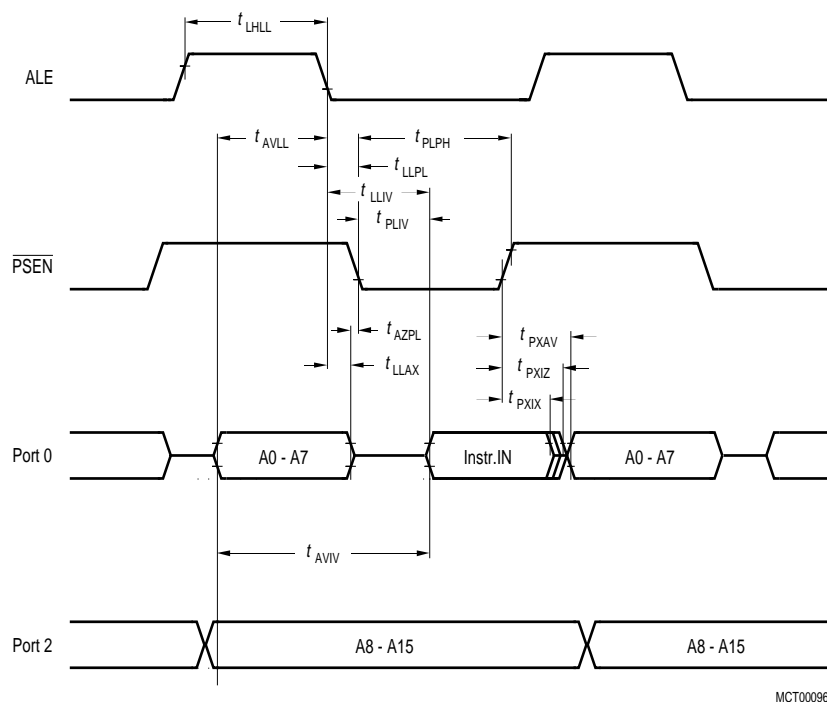 t LHLL
ALE
t AVLL
t PLPH
t LLPL
t LLIV
t PLIV
PSEN
t AZPL
t PXAV
t LLAX
t PXIZ
t PXIX
Port 0
A0 - A7
Instr.IN
A0 - A7
t AVIV
Port 2
A8 - A15
A8 - A15
MCT00096